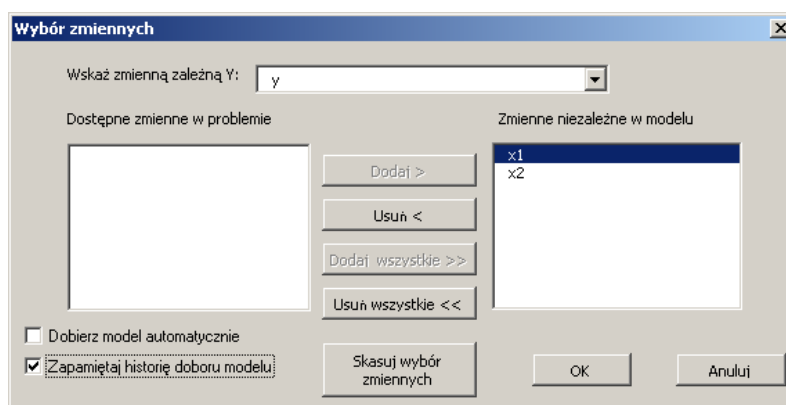 Wybór zmiennych
Wskaż zmienną zależną Y:
y
Dostępne zmienne w problemie
Zmienne niezależne w modelu
x1
x2
Dodaj >
Usuń <
Dodaj wszystkie >>
Usuń wszystkie <<
Dobierz model automatycznie
Zapamiętaj historię doboru modelu
Skasuj wybór
zmiennych
OK
Anuluj